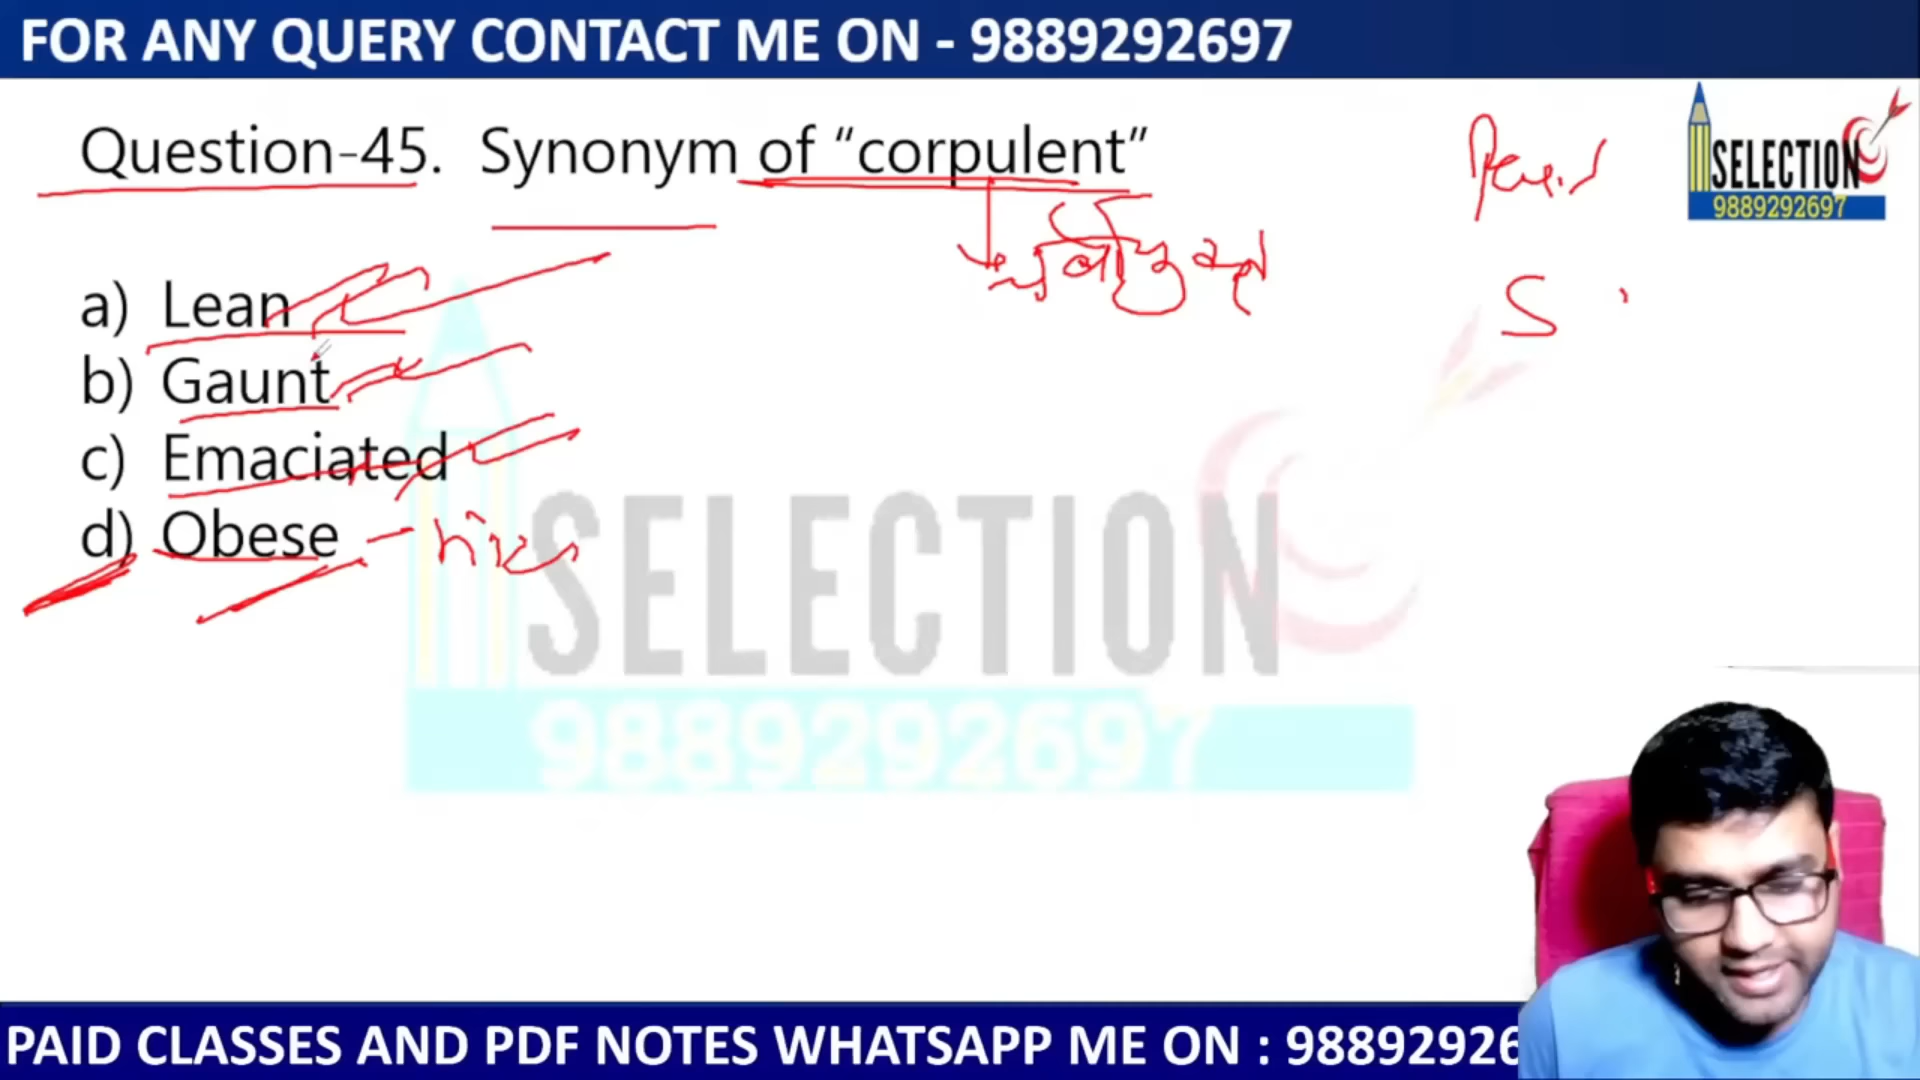 FOR ANY QUERY CONTACT ME ON - 9889292697
Question-45. Synonym of “corpulent”
SELECTION
9889292697
a) Lean
b) Gaunt
c) Emaciated
d) Obese
SELECTION
9889292697
PAID CLASSES AND PDF NOTES WHATSAPP ME ON : 98892926